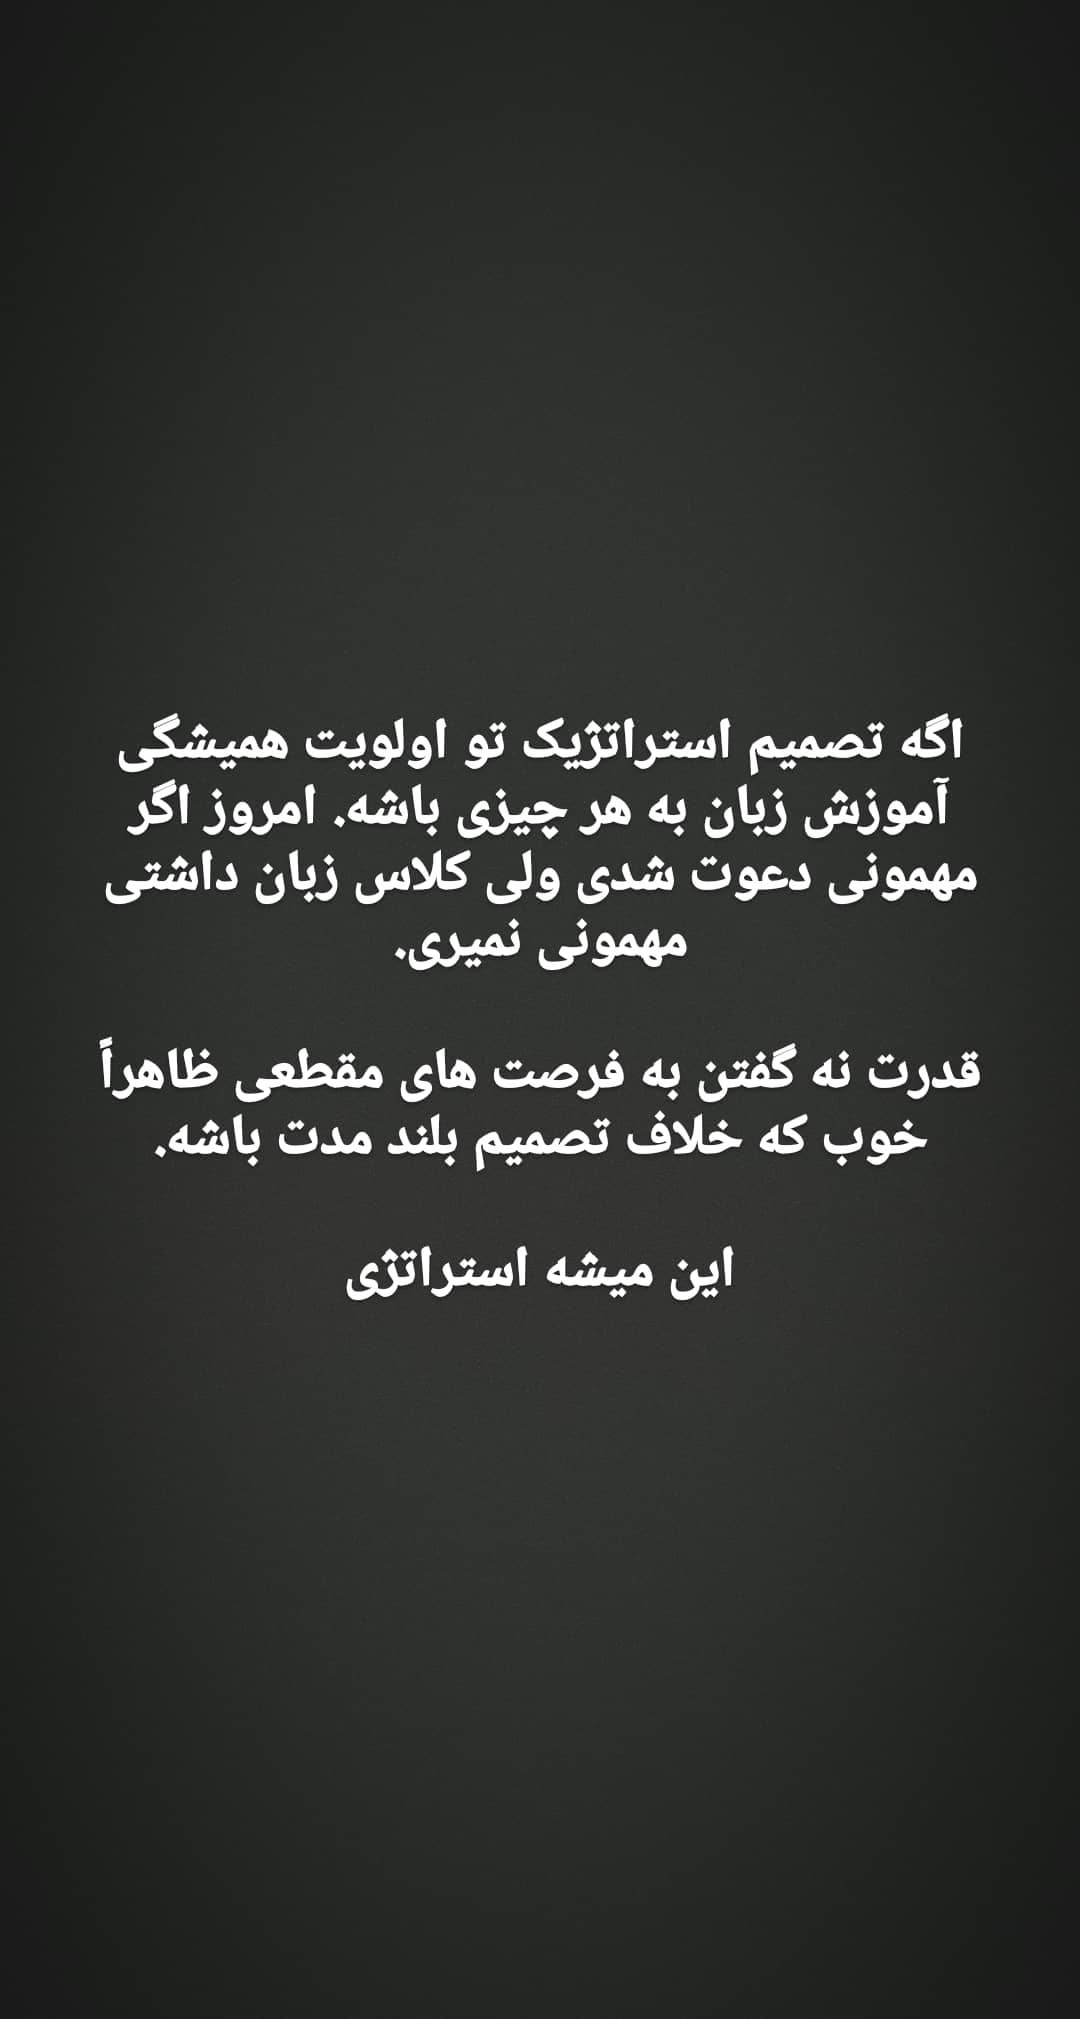 اگه تصمیم استراتژیک تو اولویت همیشگی
آموزش زبان به هر چیزی باشه. امروز اگر
مهمونی دعوت شدی ولی کلاس زبان داشتی
مهمونی نمیری.
قدرت نه گفتن به فرصت های مقطعی ظاهراً
خوب که خلاف تصمیم بلند مدت باشه.
این میشه استراتژی